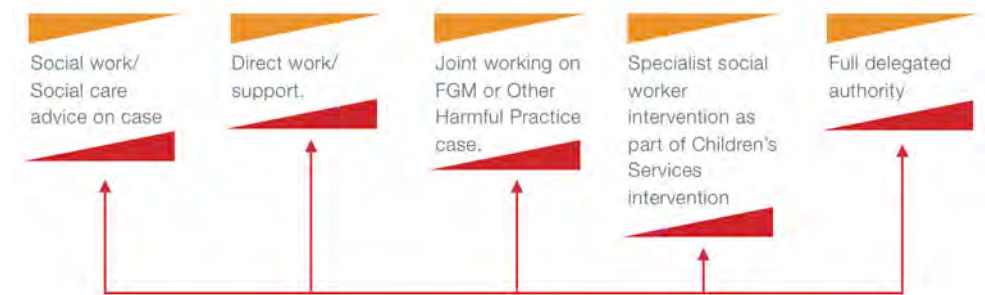 Social work/
Social care
advice on case
Direct work/
support.
Joint working on
FGM or Other
Harmful Practice
case.
Specialist social
worker
intervention as
part of Children's
Services
intervention
Full delegated
authority